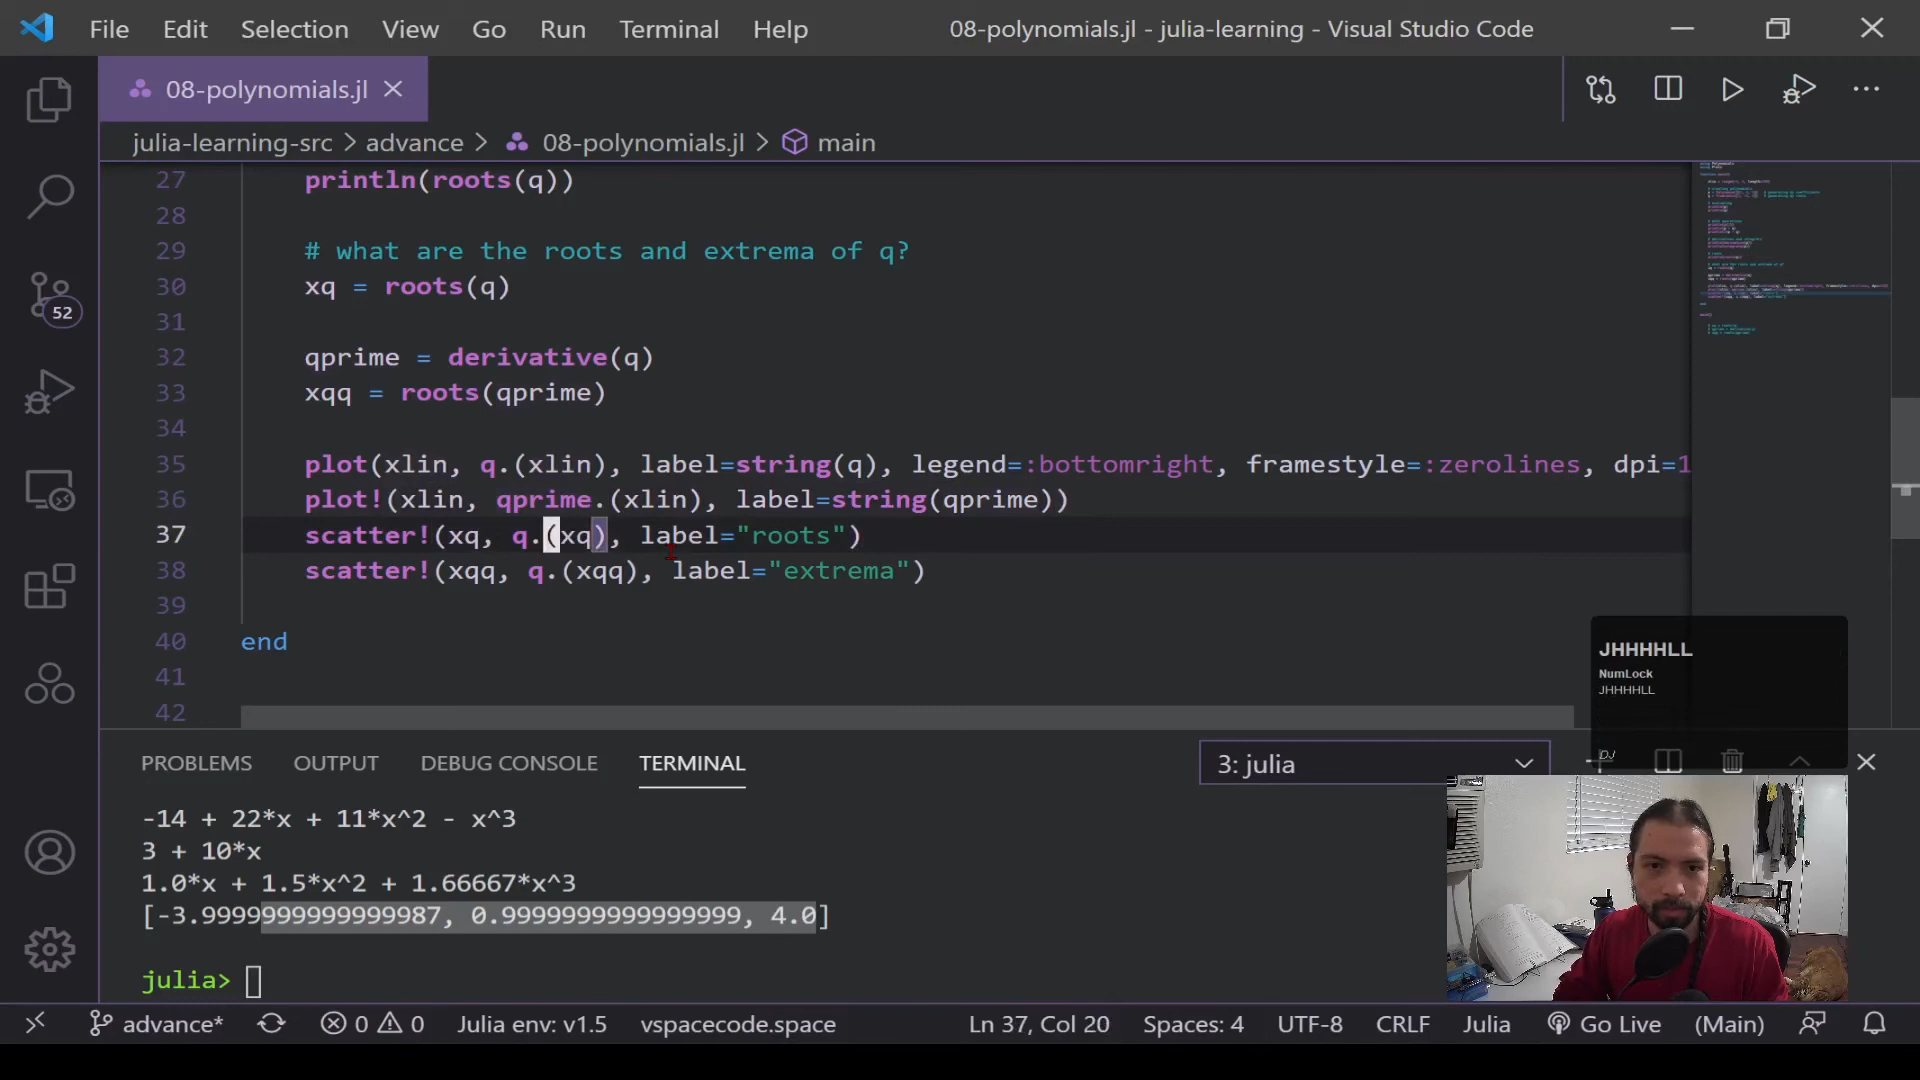 File Edit Selection View Go Run Terminal Help 08-polynomials.jl - julia-learning - Visual Studio Code
08-polynomials.jl
julia-learning-src > advance > 08-polynomials.jl > main
27 println(roots(q))
28
29 # what are the roots and extrema of q?
30 xq = roots(q)
31
32 qprime = derivative(q)
33 xqq = roots(qprime)
34
35 plot(xlin, q.(xlin), label=string(q), legend=:bottomright, framestyle=:zerolines, dpi=1
36 plot!(xlin, qprime.(xlin), label=string(qprime))
37 scatter!(xq, q.(xq), label="roots")
38 scatter!(xqq, q.(xqq), label="extrema")
39
40 end
41
42
52
JHHHHLL
NumLock
JHHHHLL
PROBLEMS OUTPUT DEBUG CONSOLE TERMINAL 3: julia
-14 + 22*x + 11*x^2 - x^3
3 + 10*x
1.0*x + 1.5*x^2 + 1.66667*x^3
[-3.9999999999999987, 0.9999999999999999, 4.0]
julia>
advance* 0 0 Julia env: v1.5 vspacecode.space Ln 37, Col 20 Spaces: 4 UTF-8 CRLF Julia Go Live (Main)